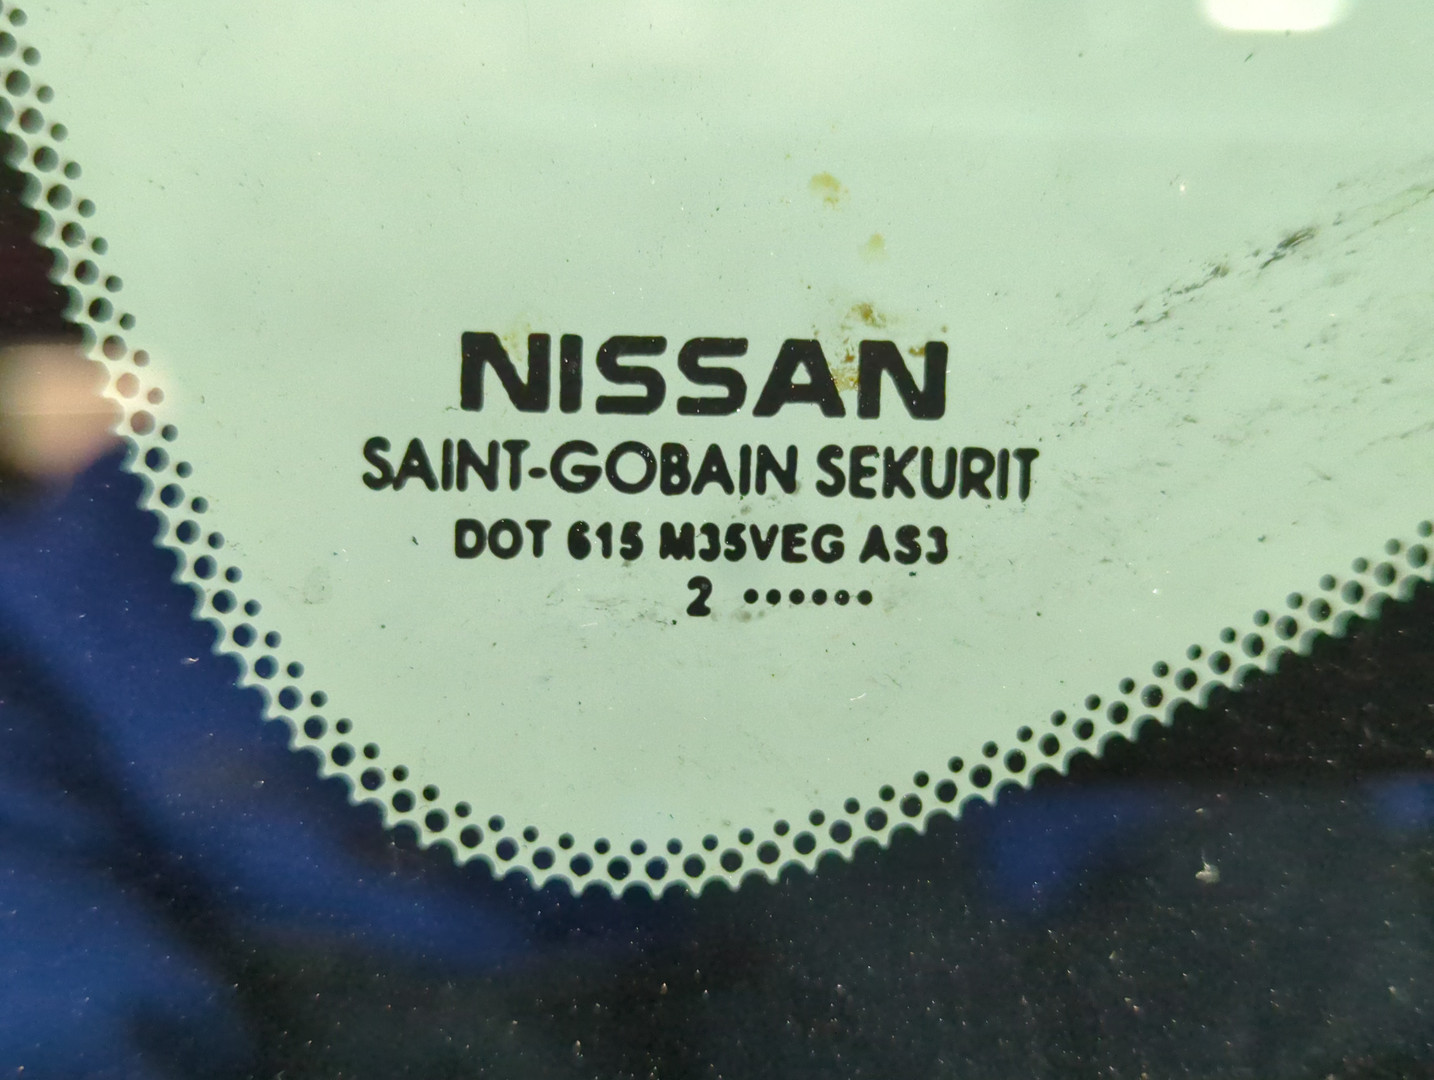 NISSAN
SAINT-GOBAIN SEKURIT
DOT 615 M35VEG AS3
2 ••••••